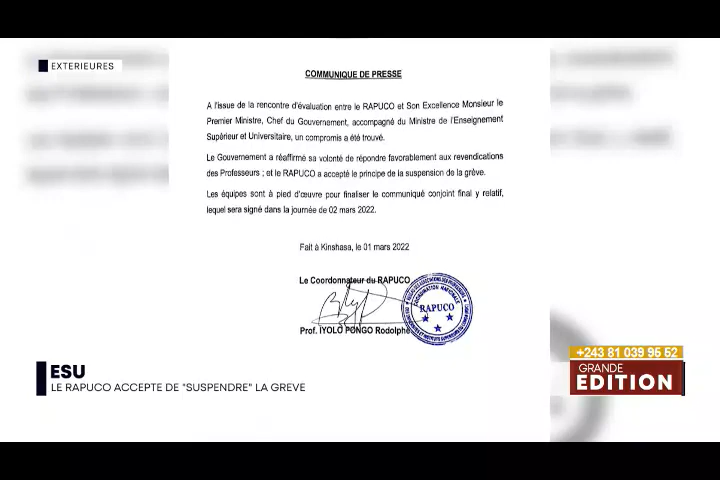 EXTERIEURES
COMMUNIQUE DE PRESSE
A l'issue de la rencontre d'évaluation entre le RAPUCO et Son Excellence Monsieur le
Premier Ministre, Chef du Gouvernement, accompagné du Ministre de l'Enseignement
Supérieur et Universitaire, un compromis a été trouvé.
Le Gouvernement a réaffirmé sa volonté de répondre favorablement aux revendications
des Professeurs ; et le RAPUCO a accepté le principe de la suspension de la grève.
Les équipes sont à pied d'œuvre pour finaliser le communiqué conjoint final y relatif,
lequel sera signé dans la journée de 02 mars 2022.
Fait à Kinshasa, le 01 mars 2022
Le Coordonnateur du RAPUCO
COORDINATION NATIONALE
RAPUCO
Prof. IYOLO PONGO Rodolphe
ESU
LE RAPUCO ACCEPTE DE "SUSPENDRE" LA GREVE
+243 81 039 96 52
GRANDE
EDITION